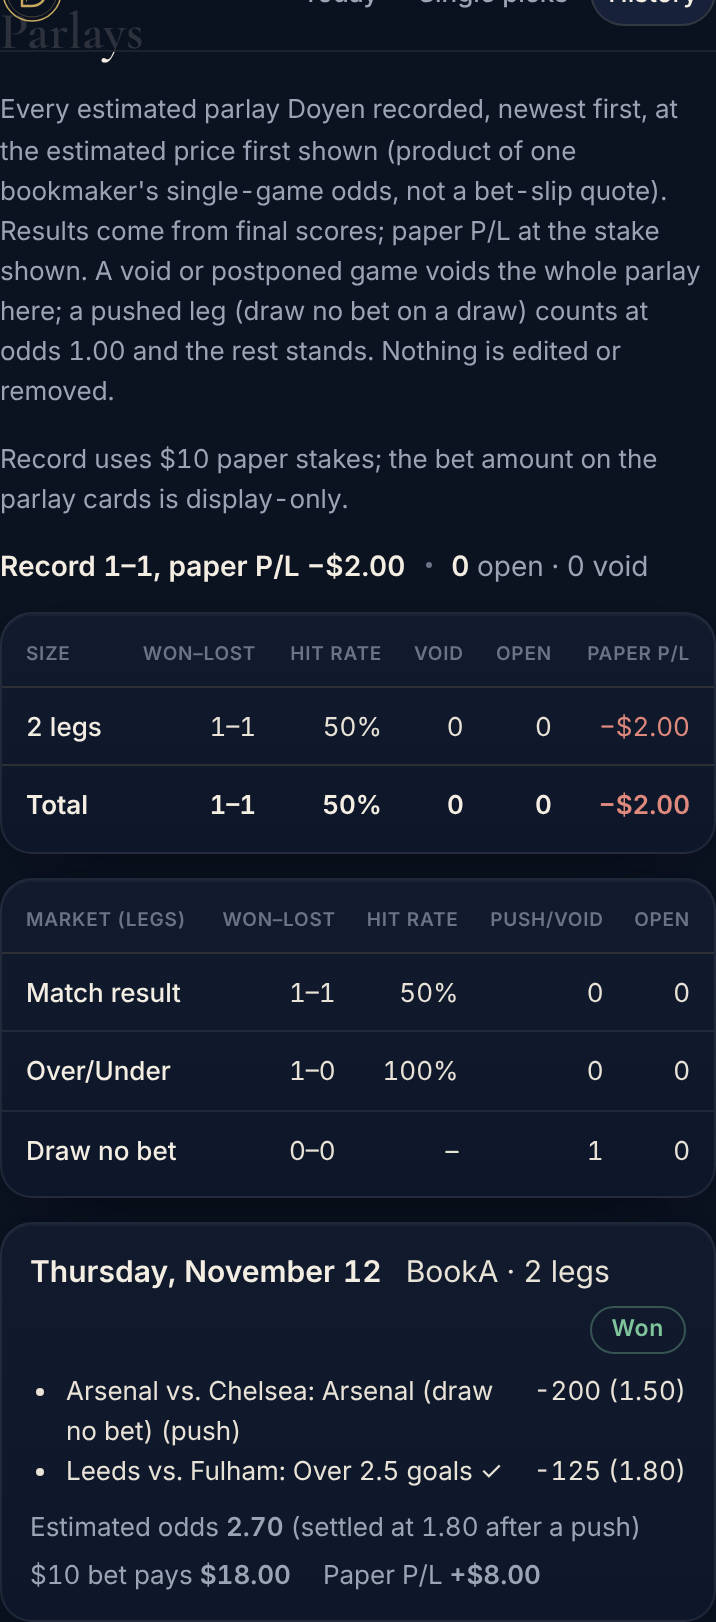 Today Single picks History
Parlays
Every estimated parlay Doyen recorded, newest first, at
the estimated price first shown (product of one
bookmaker's single-game odds, not a bet-slip quote).
Results come from final scores; paper P/L at the stake
shown. A void or postponed game voids the whole parlay
here; a pushed leg (draw no bet on a draw) counts at
odds 1.00 and the rest stands. Nothing is edited or
removed.
Record uses $10 paper stakes; the bet amount on the
parlay cards is display-only.
Record 1–1, paper P/L −$2.00 • 0 open · 0 void
SIZE WON–LOST HIT RATE VOID OPEN PAPER P/L
2 legs 1–1 50% 0 0 −$2.00
Total 1–1 50% 0 0 −$2.00
MARKET (LEGS) WON–LOST HIT RATE PUSH/VOID OPEN
Match result 1–1 50% 0 0
Over/Under 1–0 100% 0 0
Draw no bet 0–0 – 1 0
Thursday, November 12 BookA · 2 legs
Won
• Arsenal vs. Chelsea: Arsenal (draw -200 (1.50)
no bet) (push)
• Leeds vs. Fulham: Over 2.5 goals ✓ -125 (1.80)
Estimated odds 2.70 (settled at 1.80 after a push)
$10 bet pays $18.00 Paper P/L +$8.00